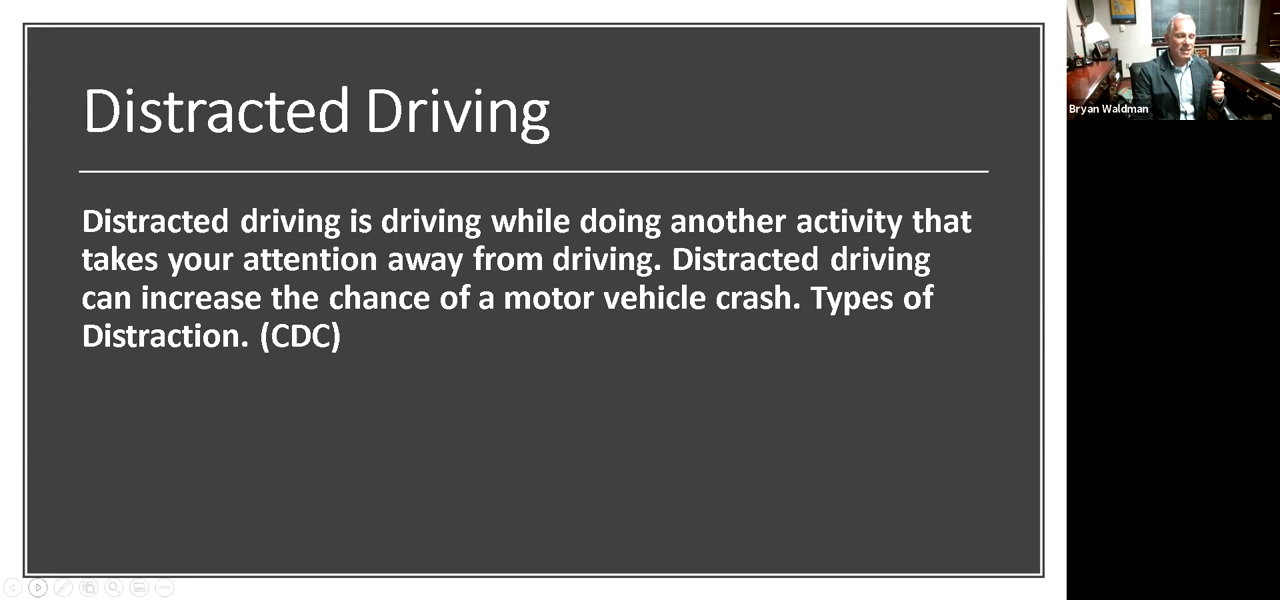 Distracted Driving
Distracted driving is driving while doing another activity that
takes your attention away from driving. Distracted driving
can increase the chance of a motor vehicle crash. Types of
Distraction. (CDC)
Bryan Waldman